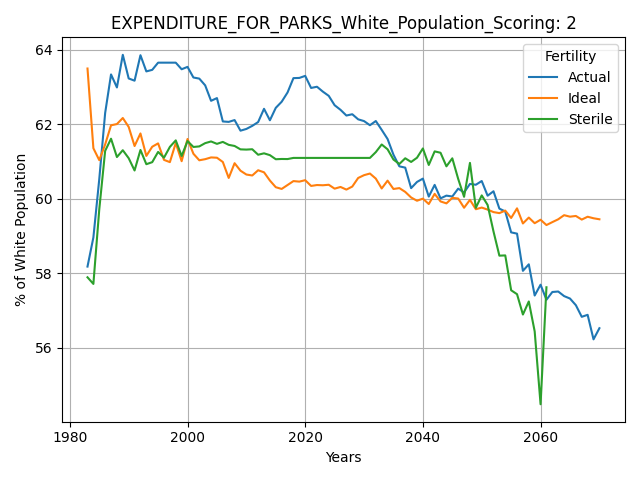 EXPENDITURE_FOR_PARKS_White_Population_Scoring: 2
Fertility
Actual
Ideal
Sterile
% of White Population
64
62
60
58
56
1980
2000
2020
2040
2060
Years